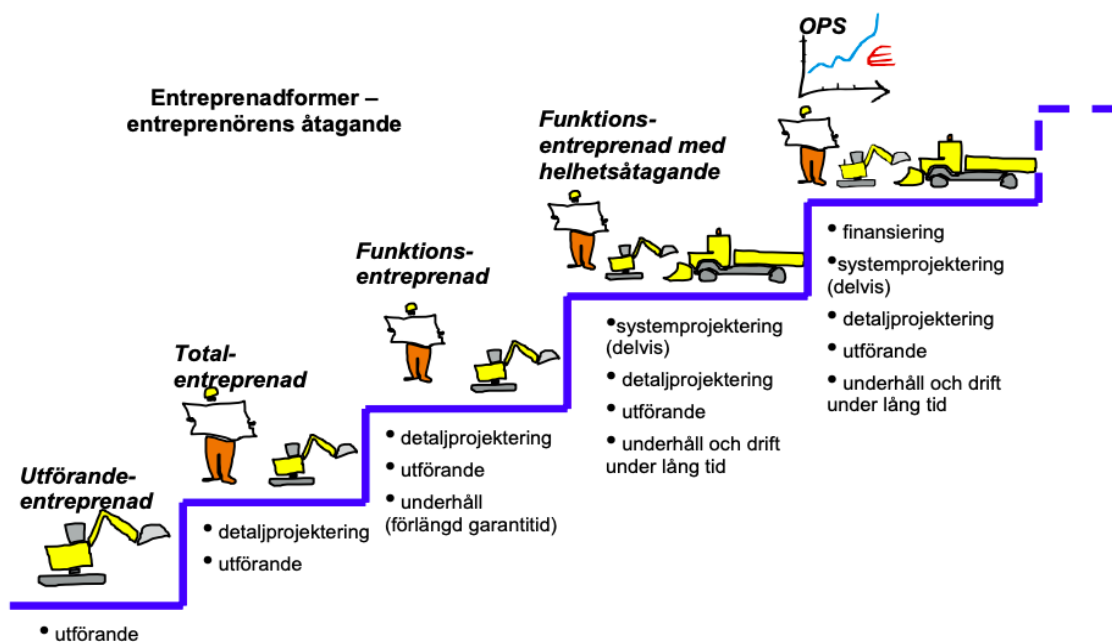 Entreprenadformer –
entreprenörens åtagande
Utförande-
entreprenad
• utförande
Total-
entreprenad
• detaljprojektering
• utförande
Funktions-
entreprenad
• detaljprojektering
• utförande
• underhåll
(förlängd garantitid)
Funktions-
entreprenad med
helhetsåtagande
•systemprojektering
(delvis)
• detaljprojektering
• utförande
• underhåll och drift
under lång tid
OPS
€
• finansiering
•systemprojektering
(delvis)
• detaljprojektering
• utförande
• underhåll och drift
under lång tid